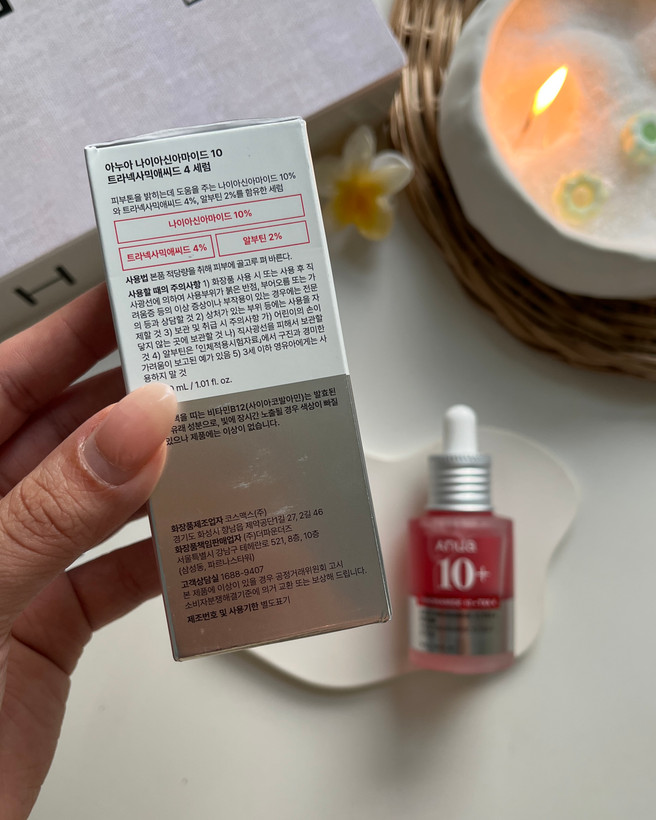 아누아 나이아신아마이드 10
트라넥사믹애씨드 4 세럼
피부톤을 밝히는데 도움을 주는 나이아신아마이드 10%
와 트라넥사믹애씨드 4%, 알부틴 2%를 함유한 세럼
나이아신아마이드 10%
트라넥사믹애씨드 4%
알부틴 2%
사용법 본품 적당량을 취해 피부에 골고루 펴 바른다.
사용할 때의 주의사항 1) 화장품 사용 시 또는 사용 후 직
사광선에 의하여 사용부위가 붉은 반점, 부어오름 또는 가
려움증 등의 이상 증상이나 부작용이 있는 경우에는 전문
의 등과 상담할 것 2) 상처가 있는 부위 등에는 사용을 자
제할 것 3) 보관 및 취급 시 주의사항 가) 어린이의 손이
닿지 않는 곳에 보관할 것 나) 직사광선을 피해서 보관할
것 4) 알부틴은 「인체적용시험자료」에서 구진과 경미한
가려움이 보고된 예가 있음 5) 3세 이하 영유아에게는 사
용하지 말 것
mL / 1.01 fl. oz.
띠는 비타민B12(사이아코발아민)는 발효된
유래 성분으로, 빛에 장시간 노출될 경우 색상이 빠질
있으나 제품에는 이상이 없습니다.
화장품제조업자 코스맥스(주)
경기도 화성시 향남읍 제약공단1길 27, 2길 46
화장품책임판매업자 (주)더파운더즈
서울특별시 강남구 테헤란로 521, 8층, 10층
(삼성동, 파르나스타워)
고객상담실 1688-9407
본 제품에 이상이 있을 경우 공정거래위원회 고시
소비자분쟁해결기준에 의거 교환 또는 보상해 드립니다.
제조번호 및 사용기한 별도표기
anua
10+